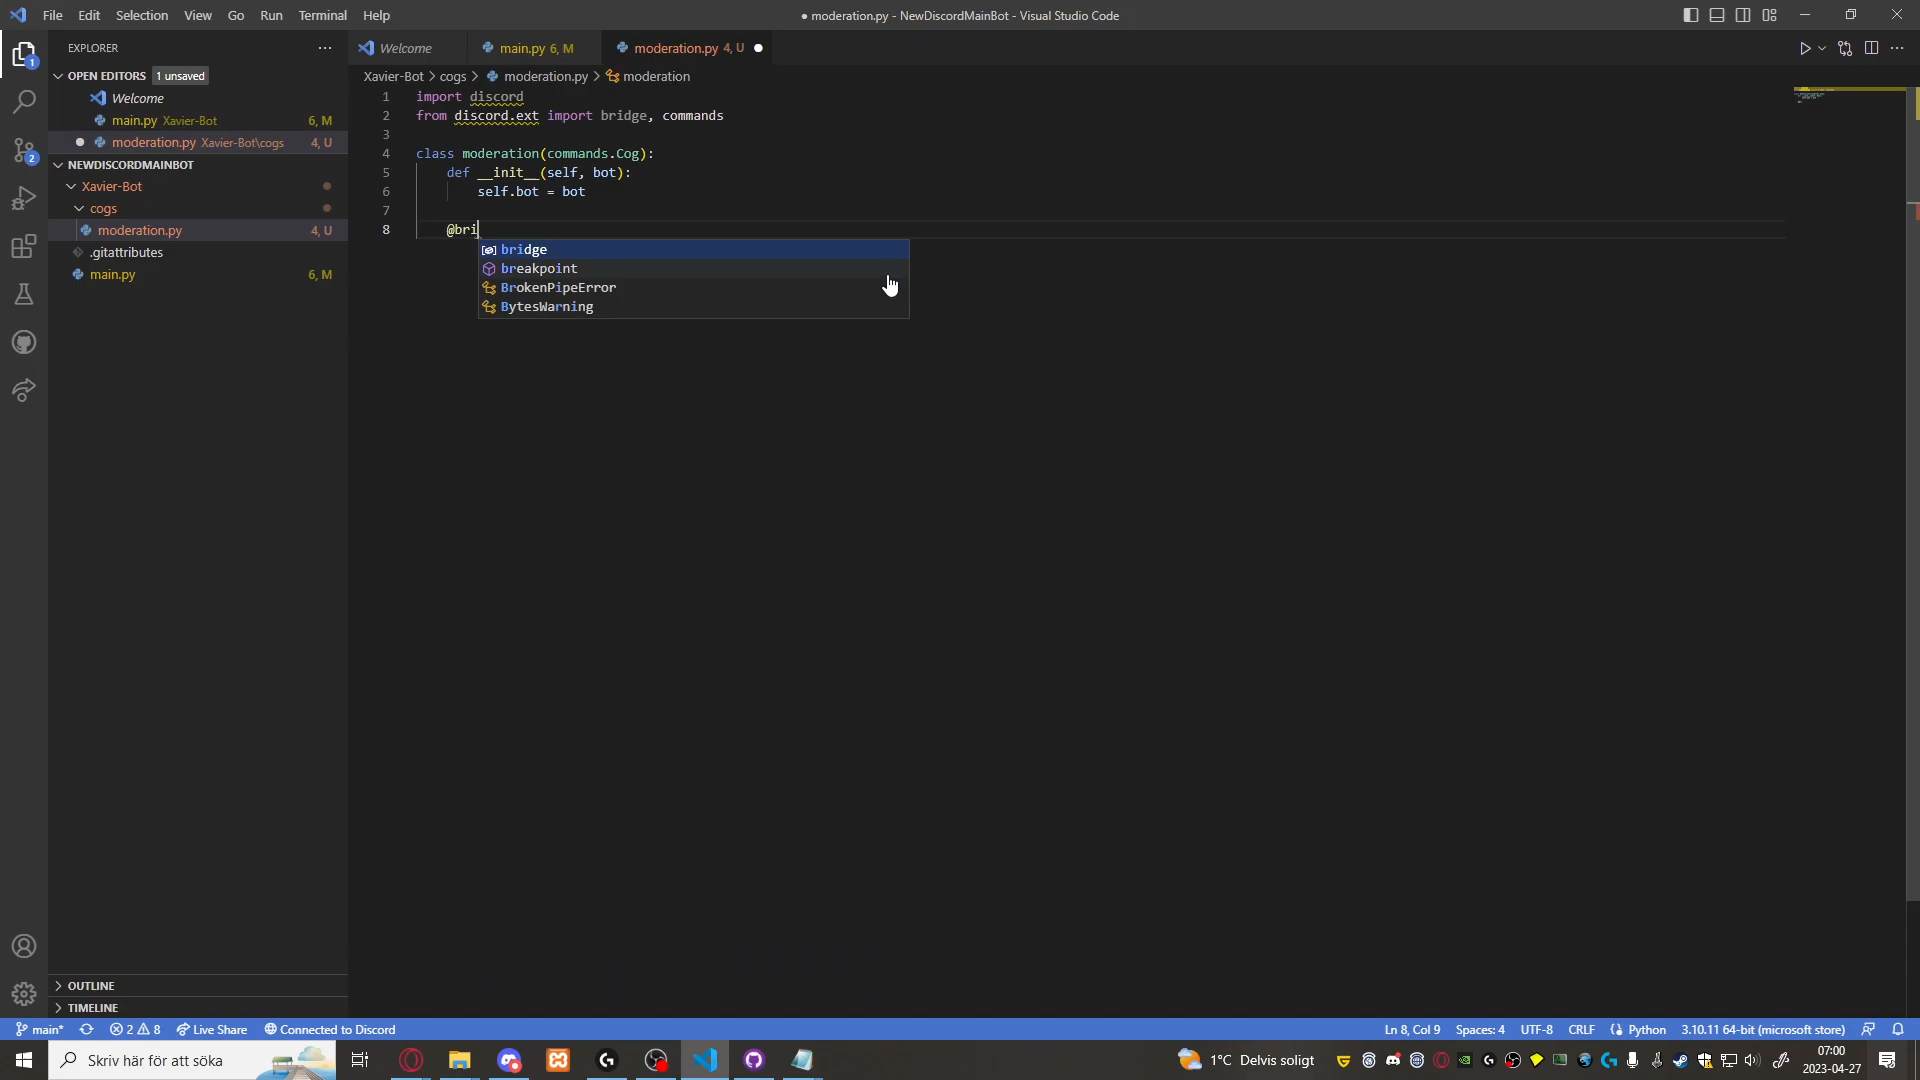 File Edit Selection View Go Run Terminal Help
● moderation.py - NewDiscordMainBot - Visual Studio Code
EXPLORER
Welcome
main.py 6, M
moderation.py 4, U
OPEN EDITORS 1 unsaved
Xavier-Bot > cogs > moderation.py > moderation
Welcome
main.py Xavier-Bot 6, M
moderation.py Xavier-Bot\cogs 4, U
NEWDISCORDMAINBOT
Xavier-Bot
cogs
moderation.py 4, U
.gitattributes
main.py 6, M
1 import discord
2 from discord.ext import bridge, commands
3
4 class moderation(commands.Cog):
5 def __init__(self, bot):
6 self.bot = bot
7
8 @bri
bridge
breakpoint
BrokenPipeError
BytesWarning
1
2
OUTLINE
TIMELINE
main* 2 8 Live Share Connected to Discord
Ln 8, Col 9 Spaces: 4 UTF-8 CRLF Python 3.10.11 64-bit (microsoft store)
Skriv här för att söka
1°C Delvis soligt
07:00
2023-04-27